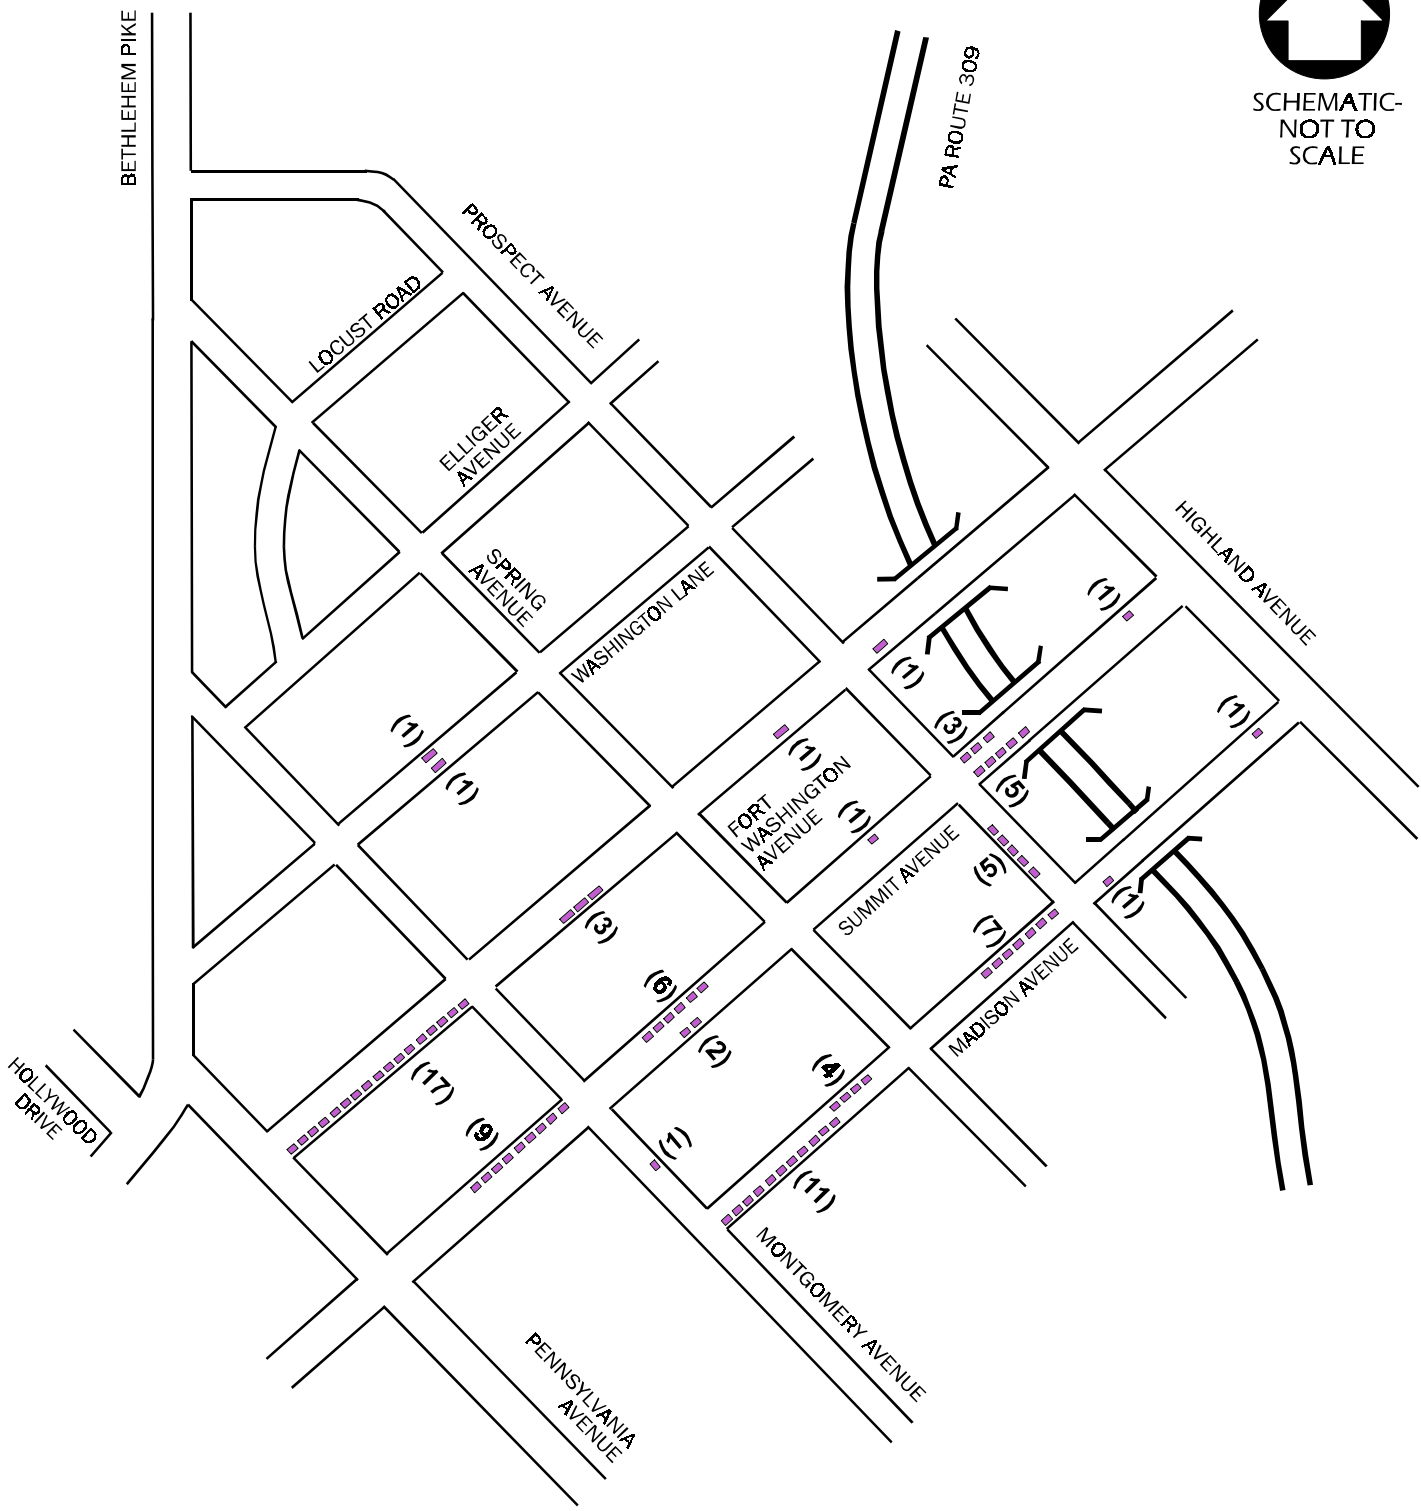 BETHLEHEM PIKE
PA ROUTE 309
SCHEMATIC-
NOT TO
SCALE
PROSPECT AVENUE
LOCUST ROAD
ELLIGER
AVENUE
HIGHLAND AVENUE
SPRING
AVENUE
WASHINGTON LANE
(1)
(1)
(3)
(1)
(1)
(1)
(1)
(5)
FORT
WASHINGTON
AVENUE
(1)
SUMMIT AVENUE
(5)
(1)
(3)
(7)
MADISON AVENUE
(6)
(2)
(4)
(17)
(9)
(1)
(11)
HOLLYWOOD
DRIVE
MONTGOMERY AVENUE
PENNSYLVANIA
AVENUE